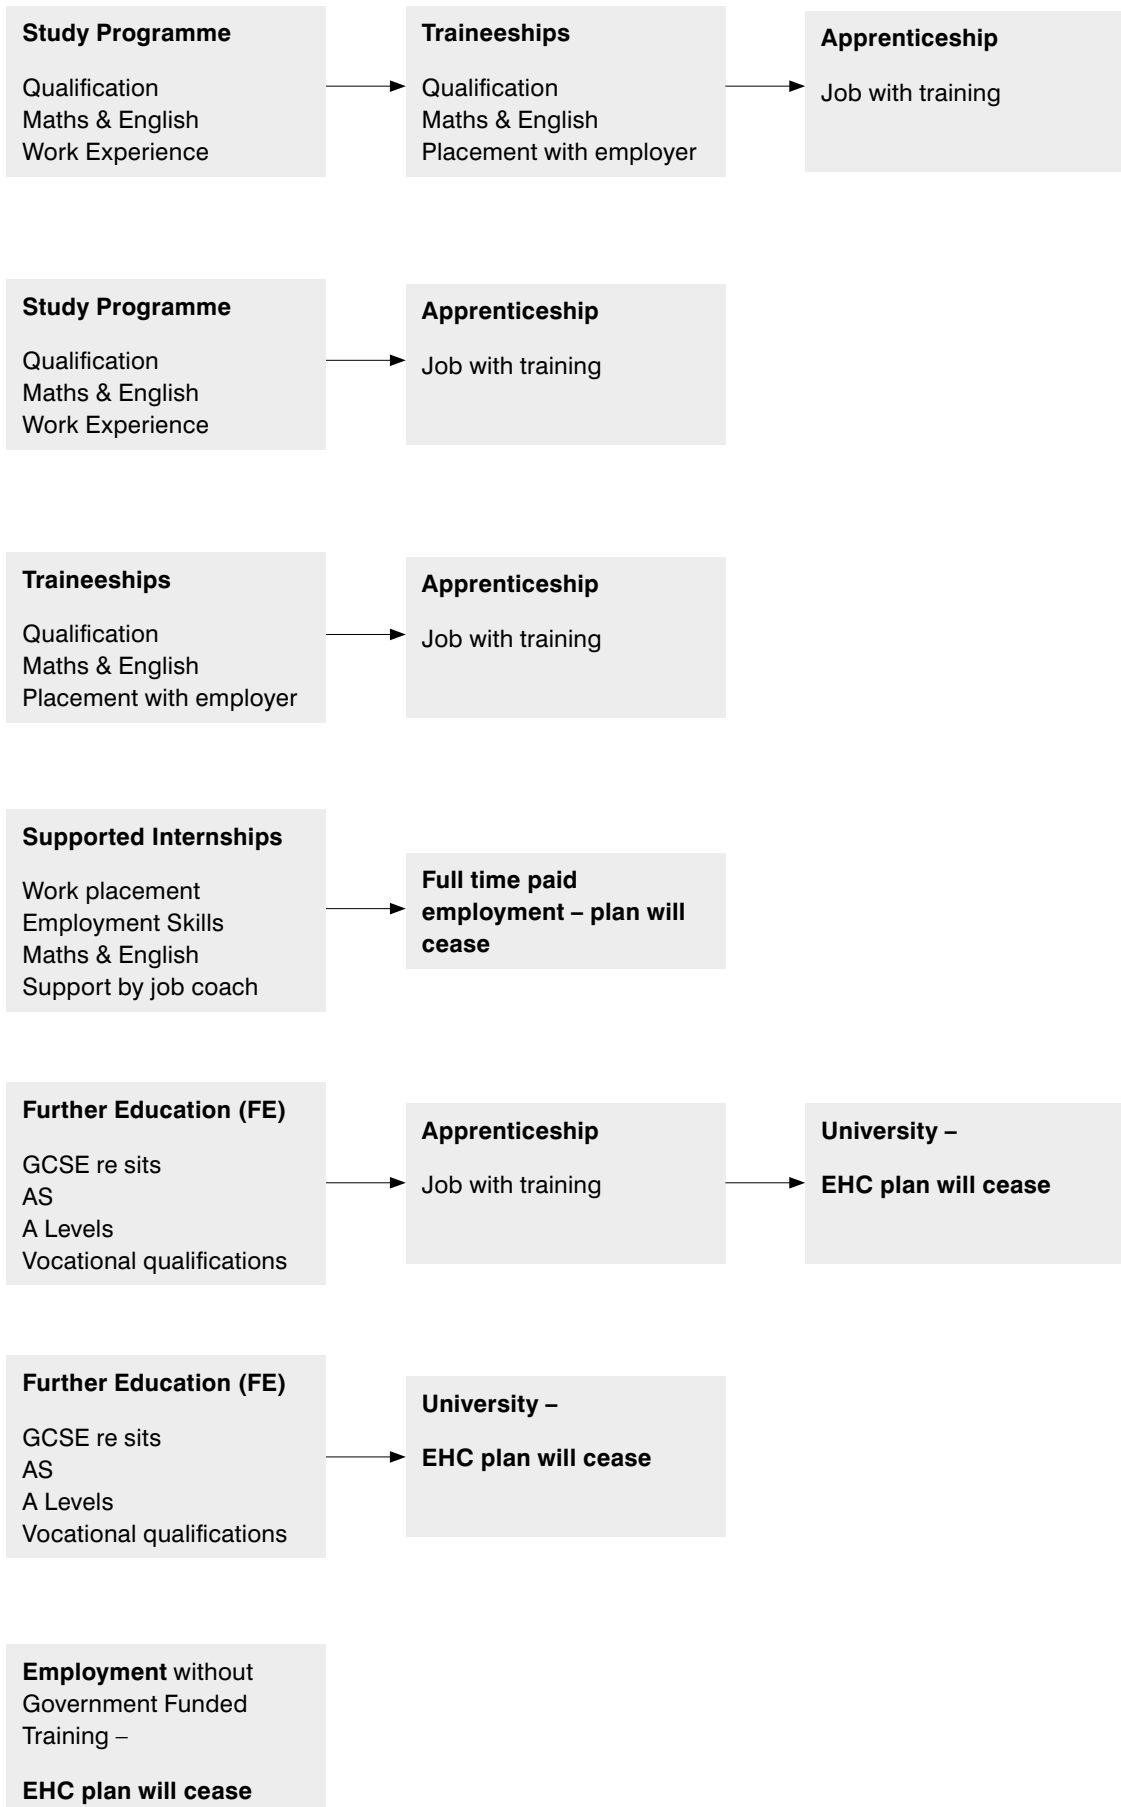 Study Programme
Qualification
Maths & English
Work Experience
Traineeships
Qualification
Maths & English
Placement with employer
Apprenticeship
Job with training
Study Programme
Qualification
Maths & English
Work Experience
Apprenticeship
Job with training
Traineeships
Qualification
Maths & English
Placement with employer
Apprenticeship
Job with training
Supported Internships
Work placement
Employment Skills
Maths & English
Support by job coach
Full time paid
employment – plan will
cease
Further Education (FE)
GCSE re sits
AS
A Levels
Vocational qualifications
Apprenticeship
Job with training
University –
EHC plan will cease
Further Education (FE)
GCSE re sits
AS
A Levels
Vocational qualifications
University –
EHC plan will cease
Employment without
Government Funded
Training –
EHC plan will cease